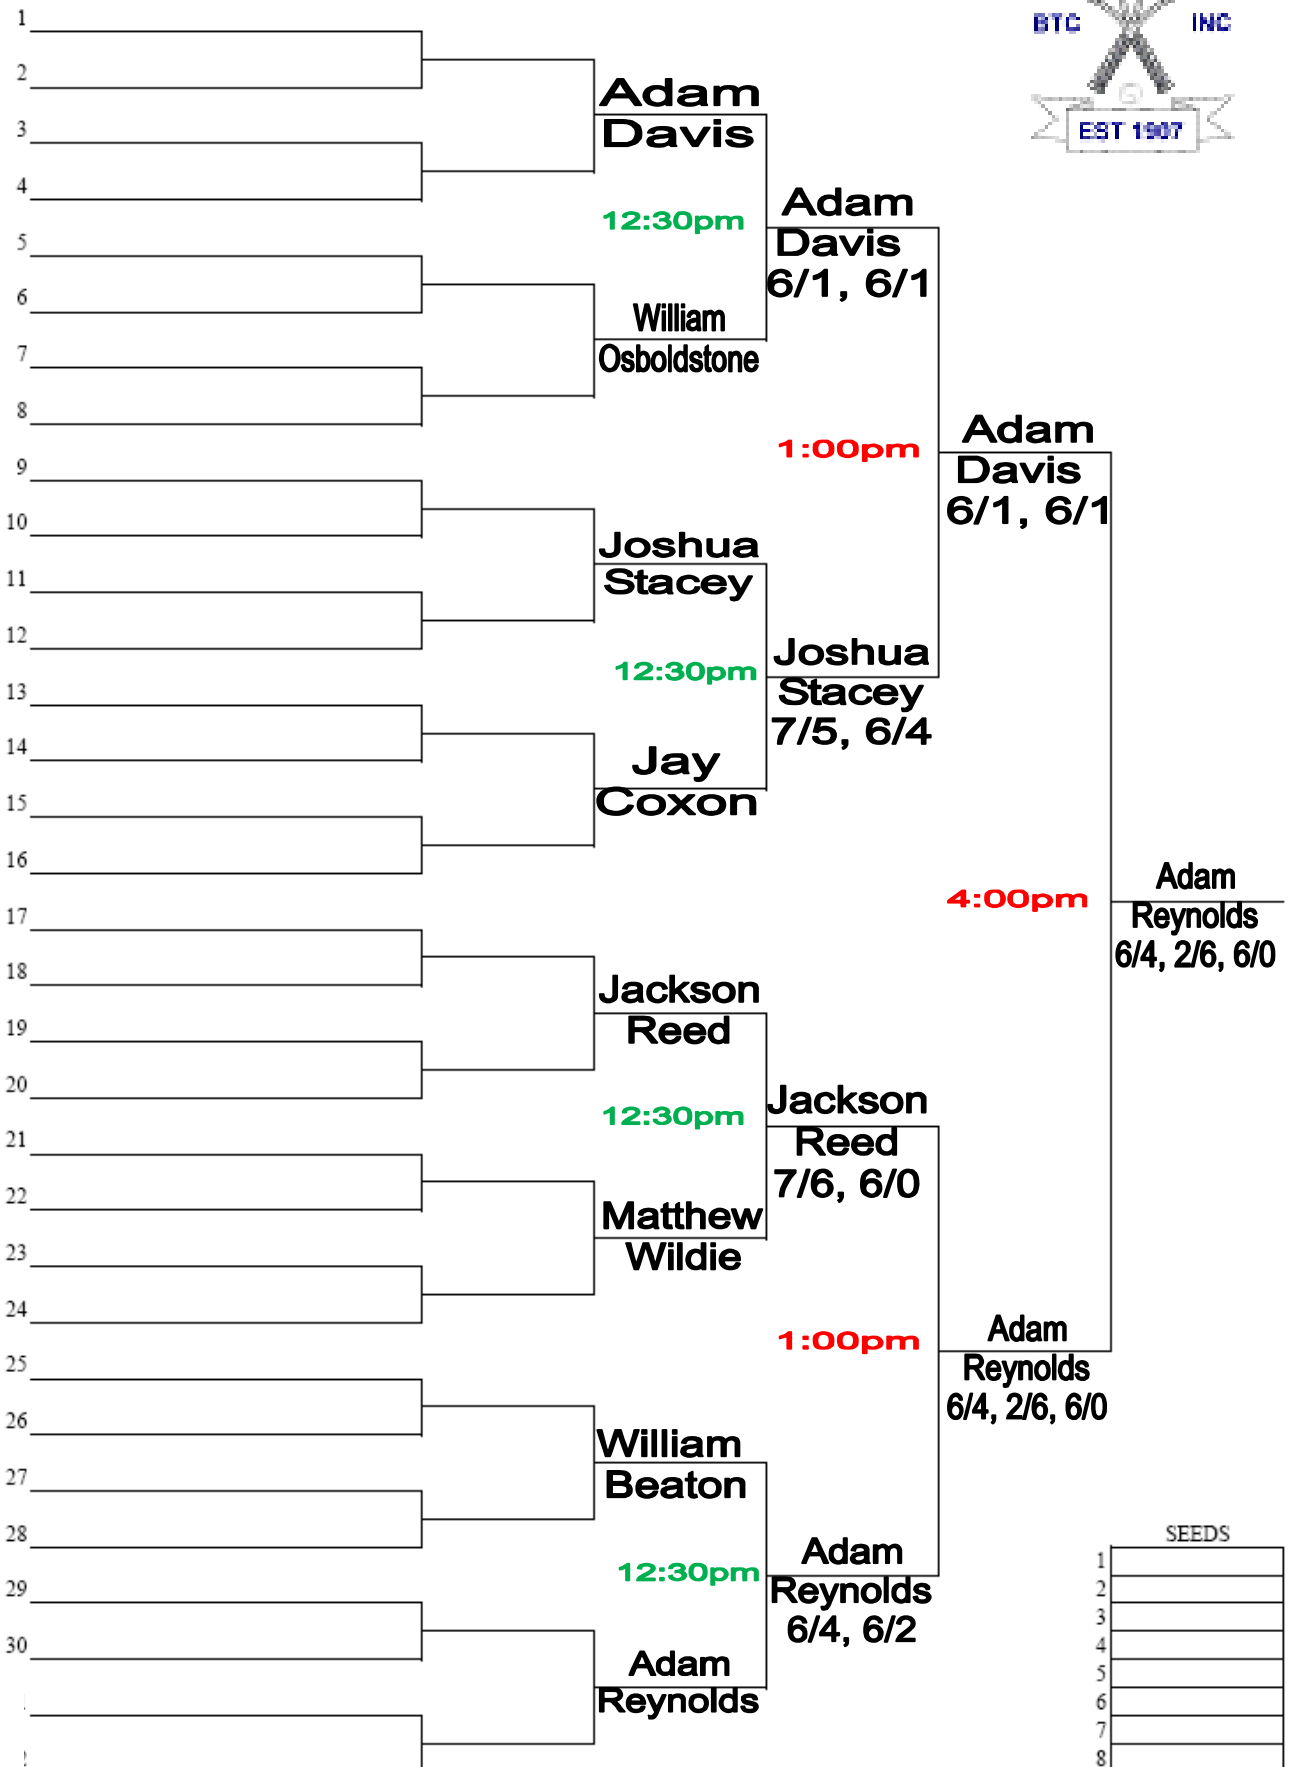 BTC INC
EST 1907
1
2
3
4
5
6
7
8
9
10
11
12
13
14
15
16
17
18
19
20
21
22
23
24
25
26
27
28
29
30
Adam
Davis
12:30pm
William
Osboldstone
Joshua
Stacey
12:30pm
Jay
Coxon
Jackson
Reed
12:30pm
Matthew
Wildie
William
Beaton
12:30pm
Adam
Reynolds
Adam
Davis
6/1, 6/1
1:00pm
Joshua
Stacey
7/5, 6/4
Jackson
Reed
7/6, 6/0
1:00pm
Adam
Reynolds
6/4, 6/2
Adam
Davis
6/1, 6/1
4:00pm
Adam
Reynolds
6/4, 2/6, 6/0
Adam
Reynolds
6/4, 2/6, 6/0
SEEDS
1
2
3
4
5
6
7
8